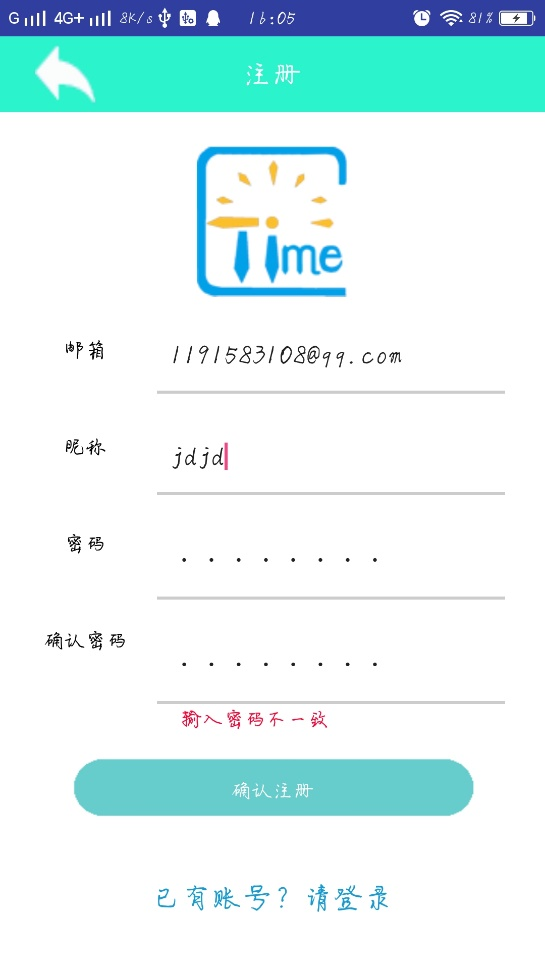 G 4G+ 8K/s 16:05 81%
注册
Time
邮箱 1191583108@qq.com
昵称 jdjd
密码 ........
确认密码 ........
输入密码不一致
确认注册
已有账号？请登录